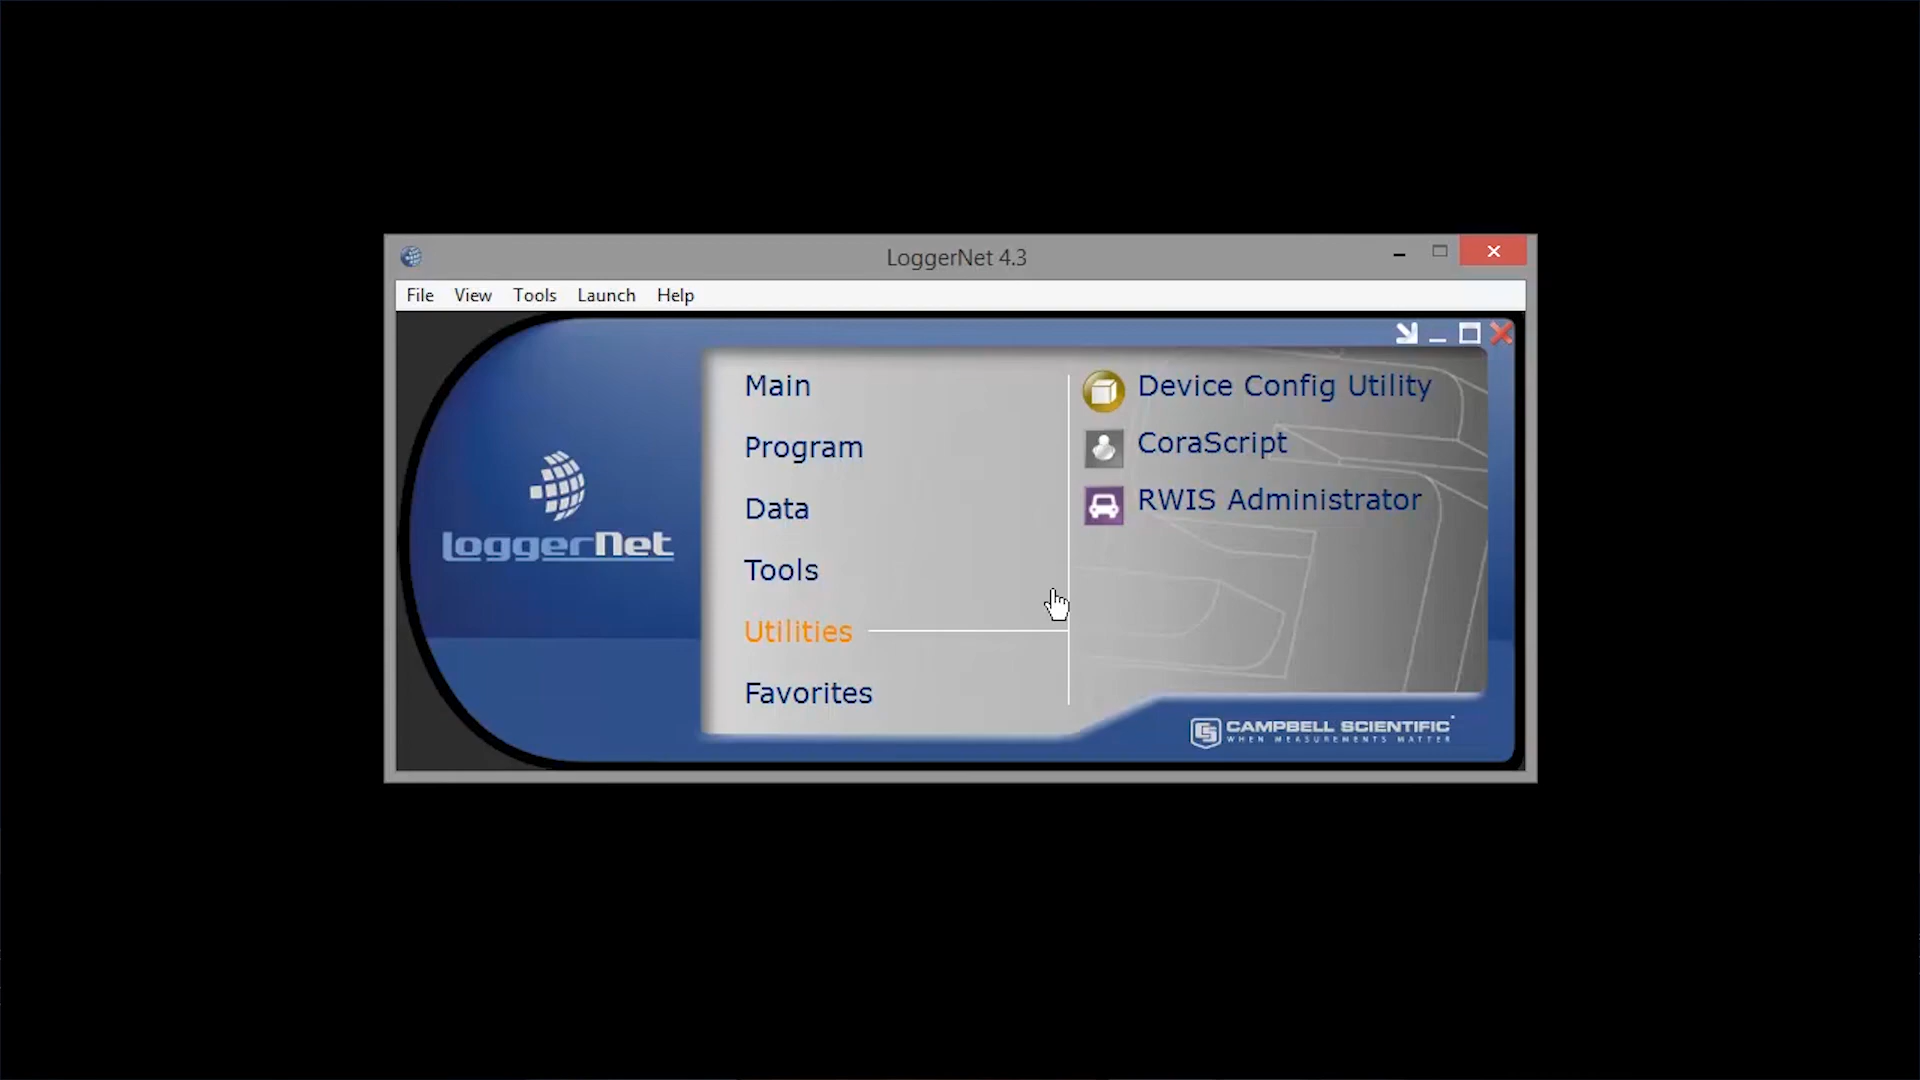 LoggerNet 4.3
File View Tools Launch Help
Main
Program
Data
Tools
Utilities
Favorites
Device Config Utility
CoraScript
RWIS Administrator
LoggerNet
CAMPBELL SCIENTIFIC
WHEN MEASUREMENTS MATTER